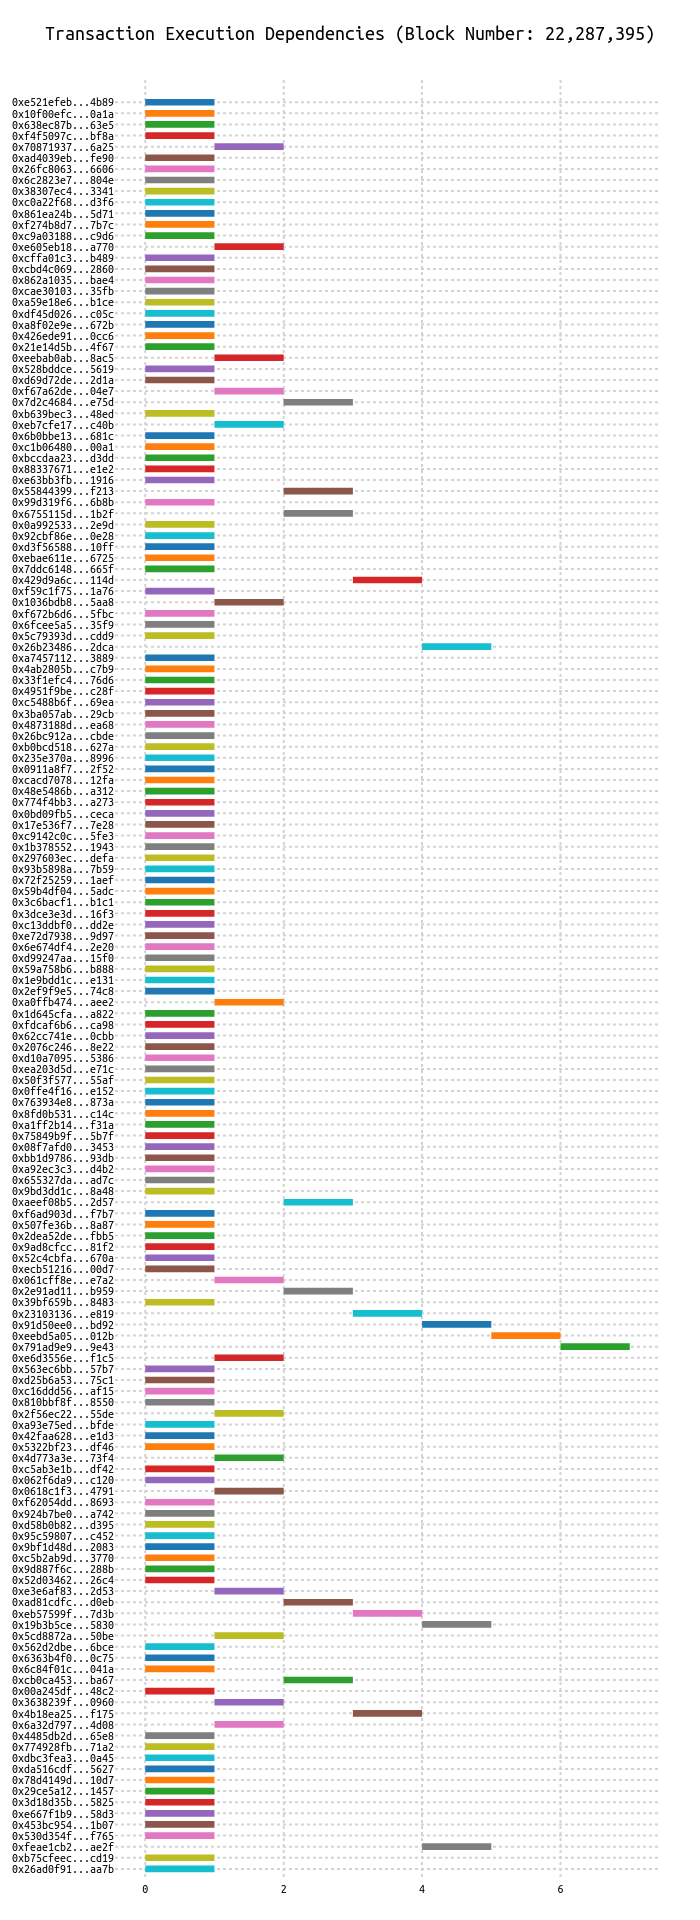 Transaction Execution Dependencies (Block Number: 22,287,395)
0xe521efeb...4b89
0x10f00efc...0a1a
0x638ec87b...63e5
0xf4f5097c...bf8a
0x70871937...6a25
0xad4039eb...fe90
0x26fc8063...6606
0x6c2823e7...804e
0x38307ec4...3341
0xc0a22f68...d3f6
0x861ea24b...5d71
0xf274b8d7...7b7c
0xc9a03188...c9d6
0xe605eb18...a770
0xcffa01c3...b489
0xcbd4c069...2860
0x862a1035...bae4
0xcae30103...35fb
0xa59e18e6...b1ce
0xdf45d026...c05c
0xa8f02e9e...672b
0x426ede91...0cc6
0x21e14d5b...4f67
0xeebab0ab...8ac5
0x528bddce...5619
0xd69d72de...2d1a
0xf67a62de...04e7
0x7d2c4684...e75d
0xb639bec3...48ed
0xeb7cfe17...c40b
0x6b0bbe13...681c
0xc1b06480...00a1
0xbccdaa23...d3dd
0x88337671...e1e2
0xe63bb3fb...1916
0x55844399...f213
0x99d319f6...6b8b
0x6755115d...1b2f
0x0a992533...2e9d
0x92cbf86e...0e28
0xd3f56588...10ff
0xebae611e...6725
0x7ddc6148...665f
0x429d9a6c...114d
0xf59c1f75...1a76
0x1036bdb8...5aa8
0xf672b6d6...5fbc
0x6fcee5a5...35f9
0x5c79393d...cdd9
0x26b23486...2dca
0xa7457112...3889
0x4ab2805b...c7b9
0x33f1efc4...76d6
0x4951f9be...c28f
0xc5488b6f...69ea
0x3ba057ab...29cb
0x4873188d...ea68
0x26bc912a...cbde
0xb0bcd518...627a
0x235e370a...8996
0x0911a8f7...2f52
0xcacd7078...12fa
0x48e5486b...a312
0x774f4bb3...a273
0x0bd09fb5...ceca
0x17e536f7...7e28
0xc9142c0c...5fe3
0x1b378552...1943
0x297603ec...defa
0x93b5898a...7b59
0x72f25259...1aef
0x59b4df04...5adc
0x3c6bacf1...b1c1
0x3dce3e3d...16f3
0xc13ddbf0...dd2e
0xe72d7938...9d97
0x6e674df4...2e20
0xd99247aa...15f0
0x59a758b6...b888
0x1e9bdd1c...e131
0x2ef9f9e5...74c8
0xa0ffb474...aee2
0x1d645cfa...a822
0xfdcaf6b6...ca98
0x62cc741e...0cbb
0x2076c246...8e22
0xd10a7095...5386
0xea203d5d...e71c
0x50f3f577...55af
0x0ffe4f16...e152
0x763934e8...873a
0x8fd0b531...c14c
0xa1ff2b14...f31a
0x75849b9f...5b7f
0x08f7afd0...3453
0xbb1d9786...93db
0xa92ec3c3...d4b2
0x655327da...ad7c
0x9bd3dd1c...8a48
0xaeef08b5...2d57
0xf6ad903d...f7b7
0x507fe36b...8a87
0x2dea52de...fbb5
0x9ad8cfcc...81f2
0x52c4cbfa...670a
0xecb51216...00d7
0x061cff8e...e7a2
0x2e91ad11...b959
0x39bf659b...8483
0x23103136...e819
0x91d50ee0...bd92
0xeebd5a05...012b
0x791ad9e9...9e43
0xe6d3556e...f1c5
0x563ec6bb...57b7
0xd25b6a53...75c1
0xc16ddd56...af15
0x810bbf8f...8550
0x2f56ec22...55de
0xa93e75ed...bfde
0x42faa628...e1d3
0x5322bf23...df46
0x4d773a3e...73f4
0xc5ab3e1b...df42
0x062f6da9...c120
0x0618c1f3...4791
0xf62054dd...8693
0x924b7be0...a742
0xd58b0b82...d395
0x95c59807...c452
0x9bf1d48d...2083
0xc5b2ab9d...3770
0x9d887f6c...288b
0x52d03462...26c4
0xe3e6af83...2d53
0xad81cdfc...d0eb
0xeb57599f...7d3b
0x19b3b5ce...5830
0x5cd8872a...50be
0x562d2dbe...6bce
0x6363b4f0...0c75
0x6c84f01c...041a
0xcb0ca453...ba67
0x00a245df...48c2
0x3638239f...0960
0x4b18ea25...f175
0x6a32d797...4d08
0x4485db2d...65e8
0x774928fb...71a2
0xdbc3fea3...0a45
0xda516cdf...5627
0x78d4149d...10d7
0x29ce5a12...1457
0x3d18d35b...5825
0xe667f1b9...58d3
0x453bc954...1b07
0x530d354f...f765
0xfeae1cb2...ae2f
0xb75cfeec...cd19
0x26ad0f91...aa7b
0 2 4 6